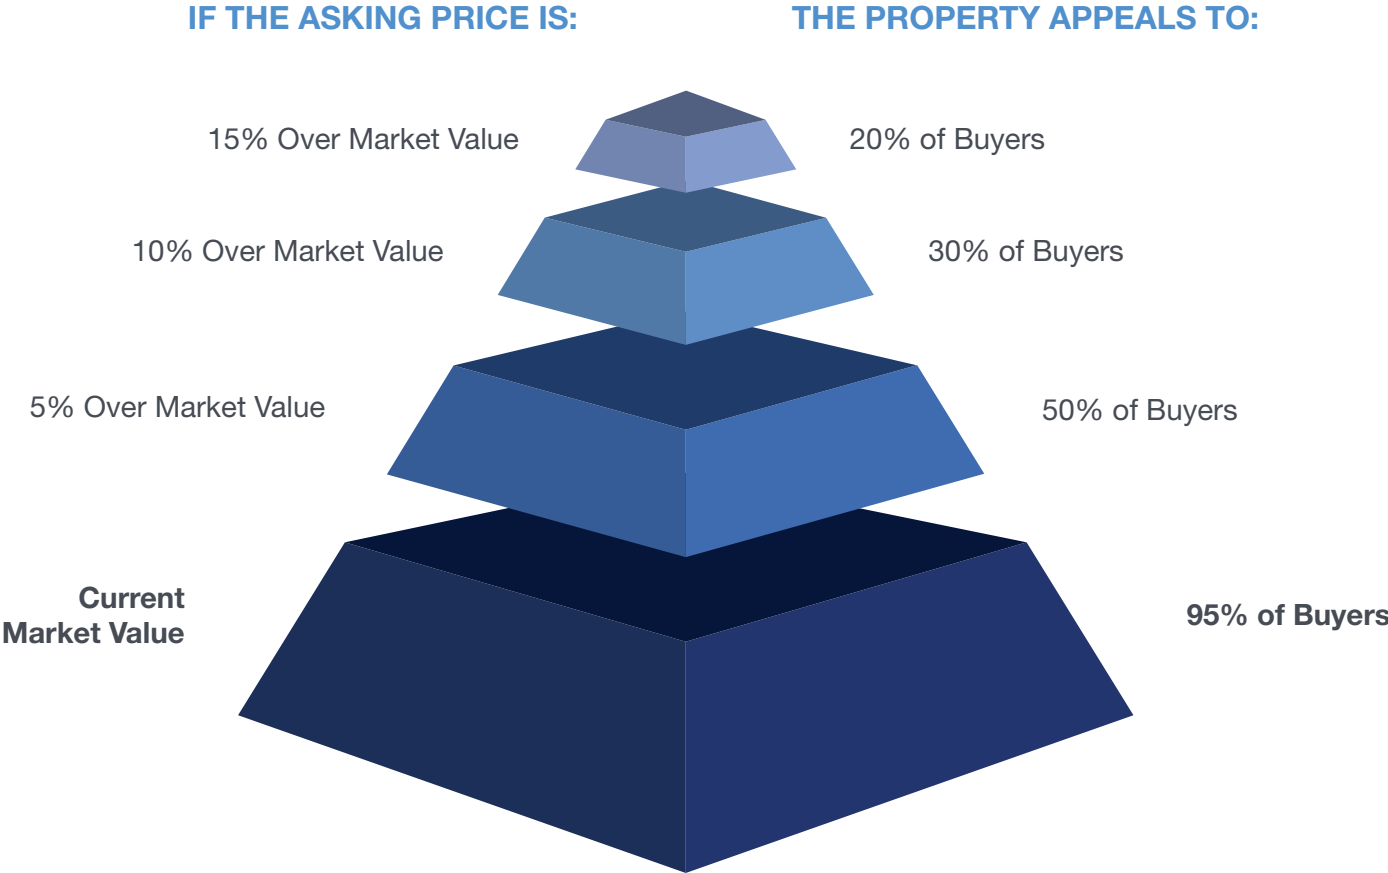 IF THE ASKING PRICE IS:
THE PROPERTY APPEALS TO:
15% Over Market Value
20% of Buyers
10% Over Market Value
30% of Buyers
5% Over Market Value
50% of Buyers
Current
Market Value
95% of Buyers